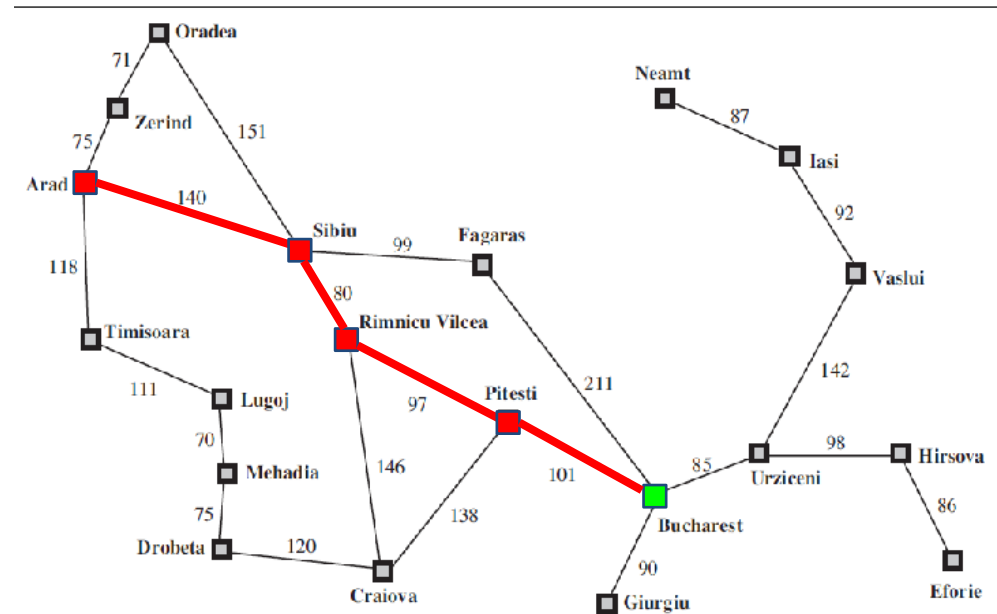 Oradea
71
Neamt
87
Zerind
75
151
Iasi
Arad
140
92
Sibiu
99
Fagaras
118
Vaslui
80
Rimnicu Vilcea
Timisoara
142
111
211
Lugoj
97
Pitesti
70
98
Hirsova
Mehadia
146
101
85
Urziceni
86
75
138
Bucharest
Drobeta
120
90
Craiova
Eforie
Giurgiu